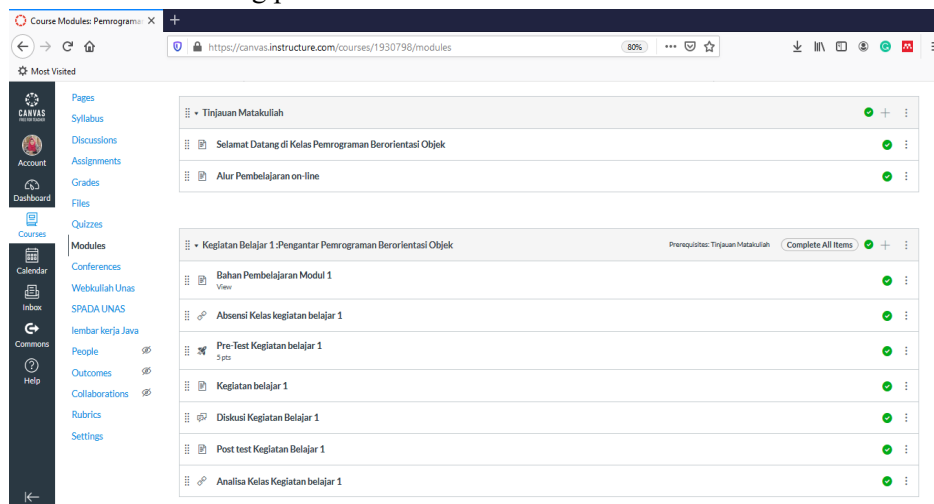 Course Modules: Pemrograma
https://canvas.instructure.com/courses/1930798/modules
80%
Most Visited
CANVAS
Account
Dashboard
Courses
Calendar
Inbox
Commons
Help
Pages
Syllabus
Discussions
Assignments
Grades
Files
Quizzes
Modules
Conferences
Webkuliah Unas
SPADA UNAS
lembar kerja Java
People
Outcomes
Collaborations
Rubrics
Settings
Tinjauan Matakuliah
Selamat Datang di Kelas Pemrograman Berorientasi Objek
Alur Pembelajaran on-line
Kegiatan Belajar 1 :Pengantar Pemrograman Berorientasi Objek
Prerequisites: Tinjauan Matakuliah
Complete All Items
Bahan Pembelajaran Modul 1
View
Absensi Kelas kegiatan belajar 1
Pre-Test Kegiatan belajar 1
5 pts
Kegiatan belajar 1
Diskusi Kegiatan Belajar 1
Post test Kegiatan Belajar 1
Analisa Kelas Kegiatan belajar 1